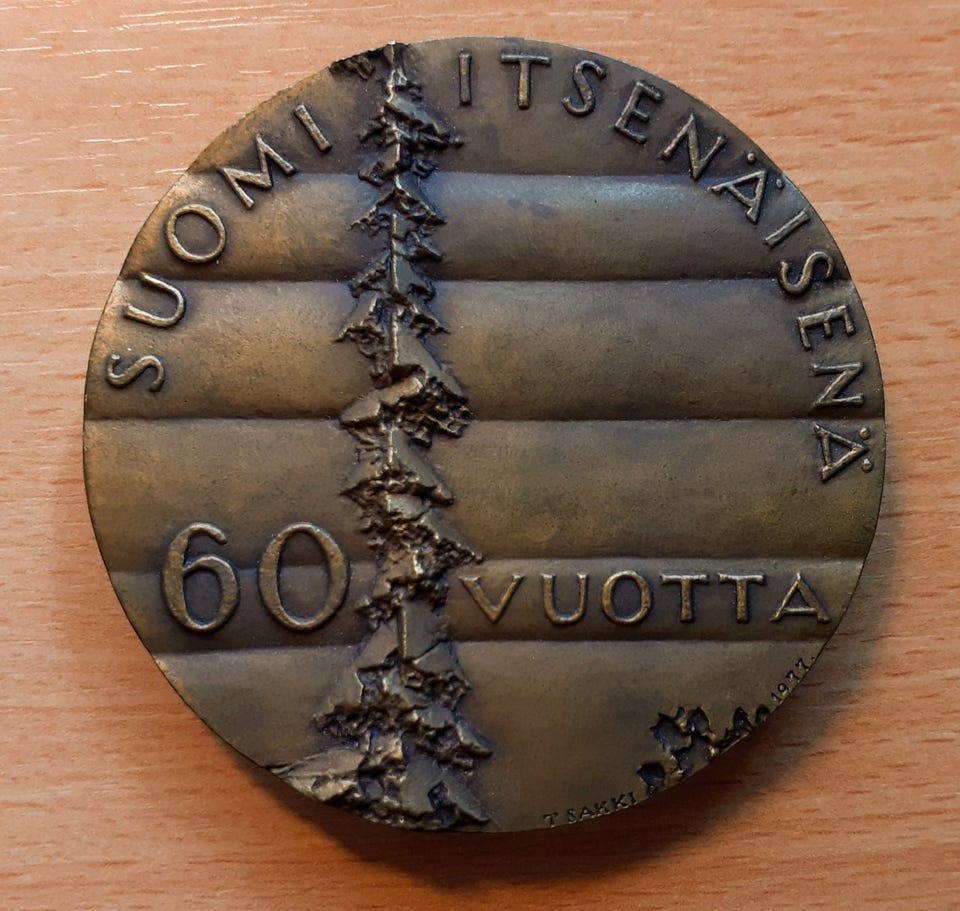 SUOMI ITSENÄISENÄ
60 VUOTTA
T SAKKI 1977.